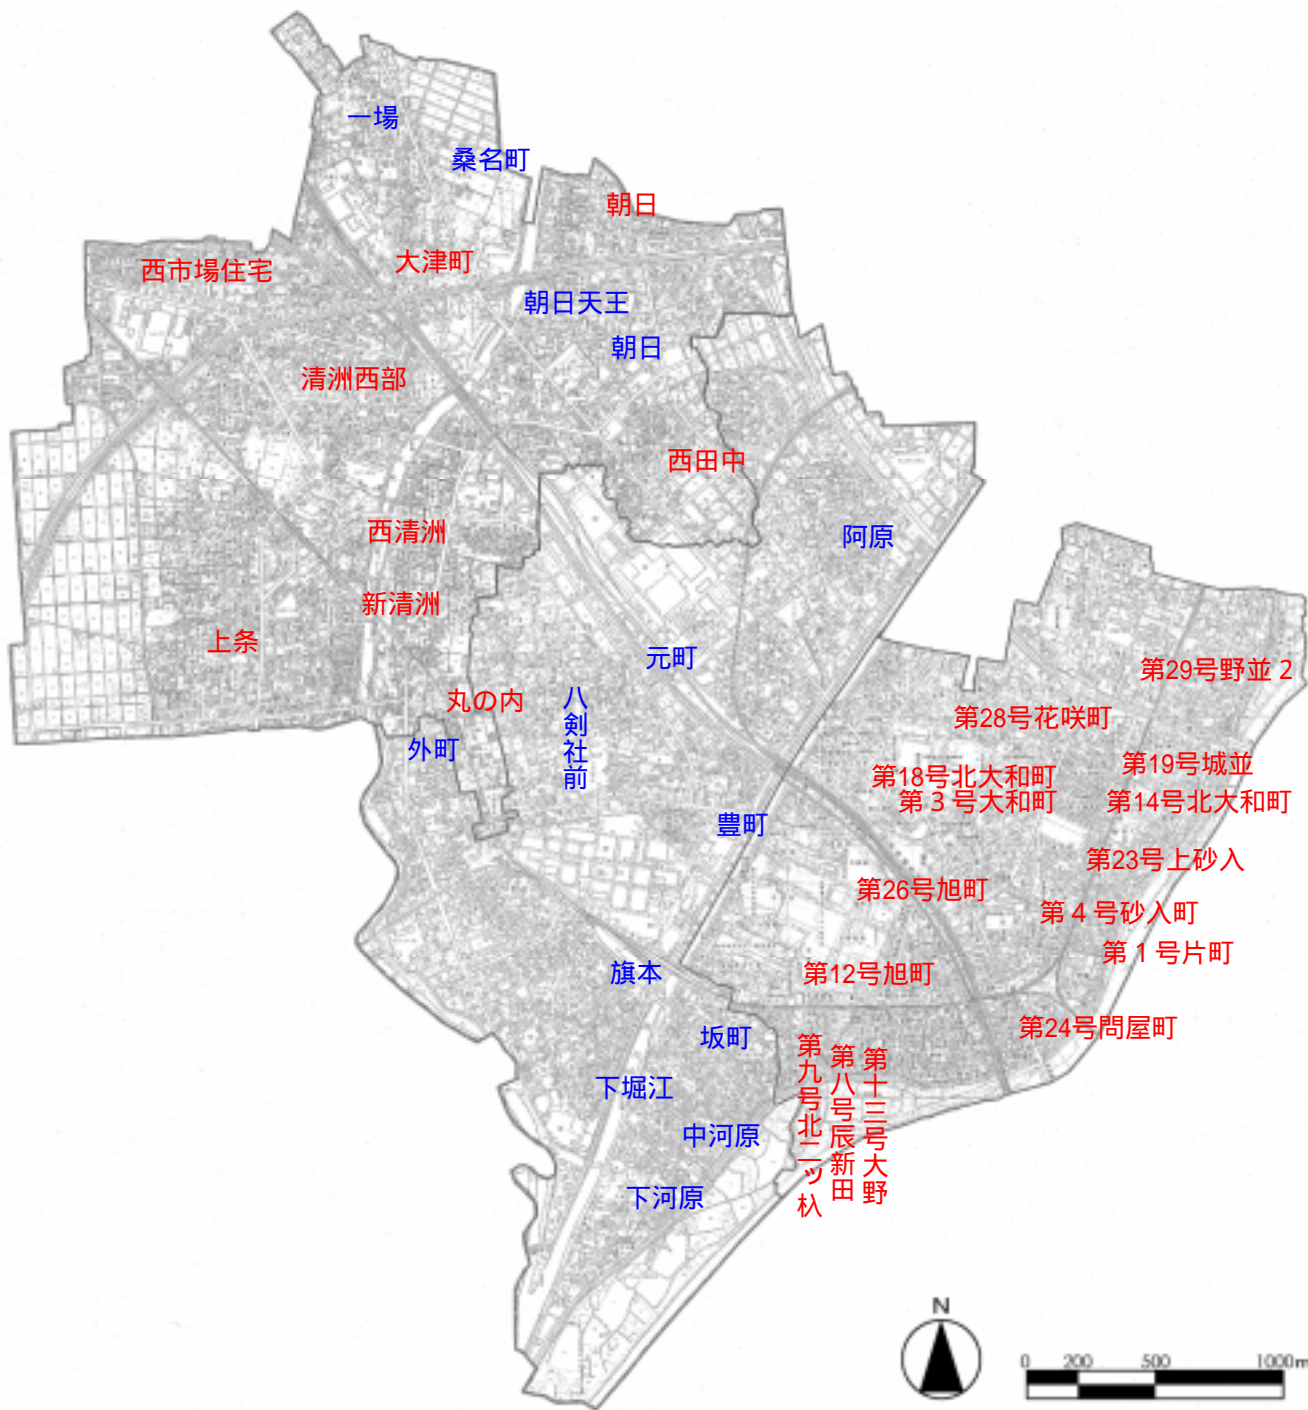 一場
桑名町
朝日
西市場住宅
大津町
朝日天王
朝日
清洲西部
西田中
西清洲
阿原
新清洲
上条
元町
第29号野並２
丸の内
八剣社前
第28号花咲町
外町
第18号北大和町
第３号大和町
第19号城並
第14号北大和町
豊町
第23号上砂入
第26号旭町
第４号砂入町
第１号片町
旗本
第12号旭町
第24号問屋町
坂町
第九号北二ッ杁
第八号辰新田
第十三号大野
下堀江
中河原
下河原
N
0 200 500 1000m